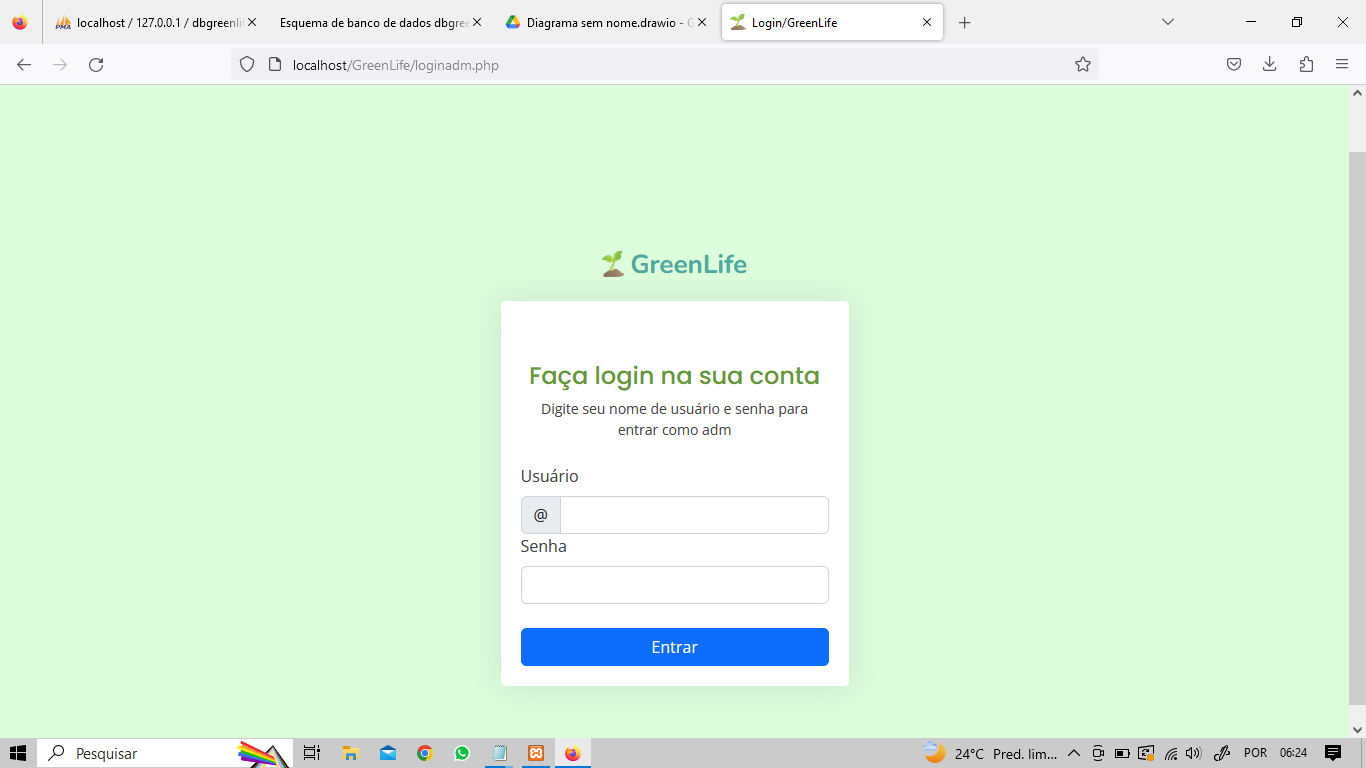 localhost / 127.0.0.1 / dbgreenli
Esquema de banco de dados dbgree
Diagrama sem nome.drawio - G
Login/GreenLife
localhost/GreenLife/loginadm.php
GreenLife
Faça login na sua conta
Digite seu nome de usuário e senha para
entrar como adm
Usuário
@
Senha
Entrar
Pesquisar
24°C Pred. lim...
POR
06:24